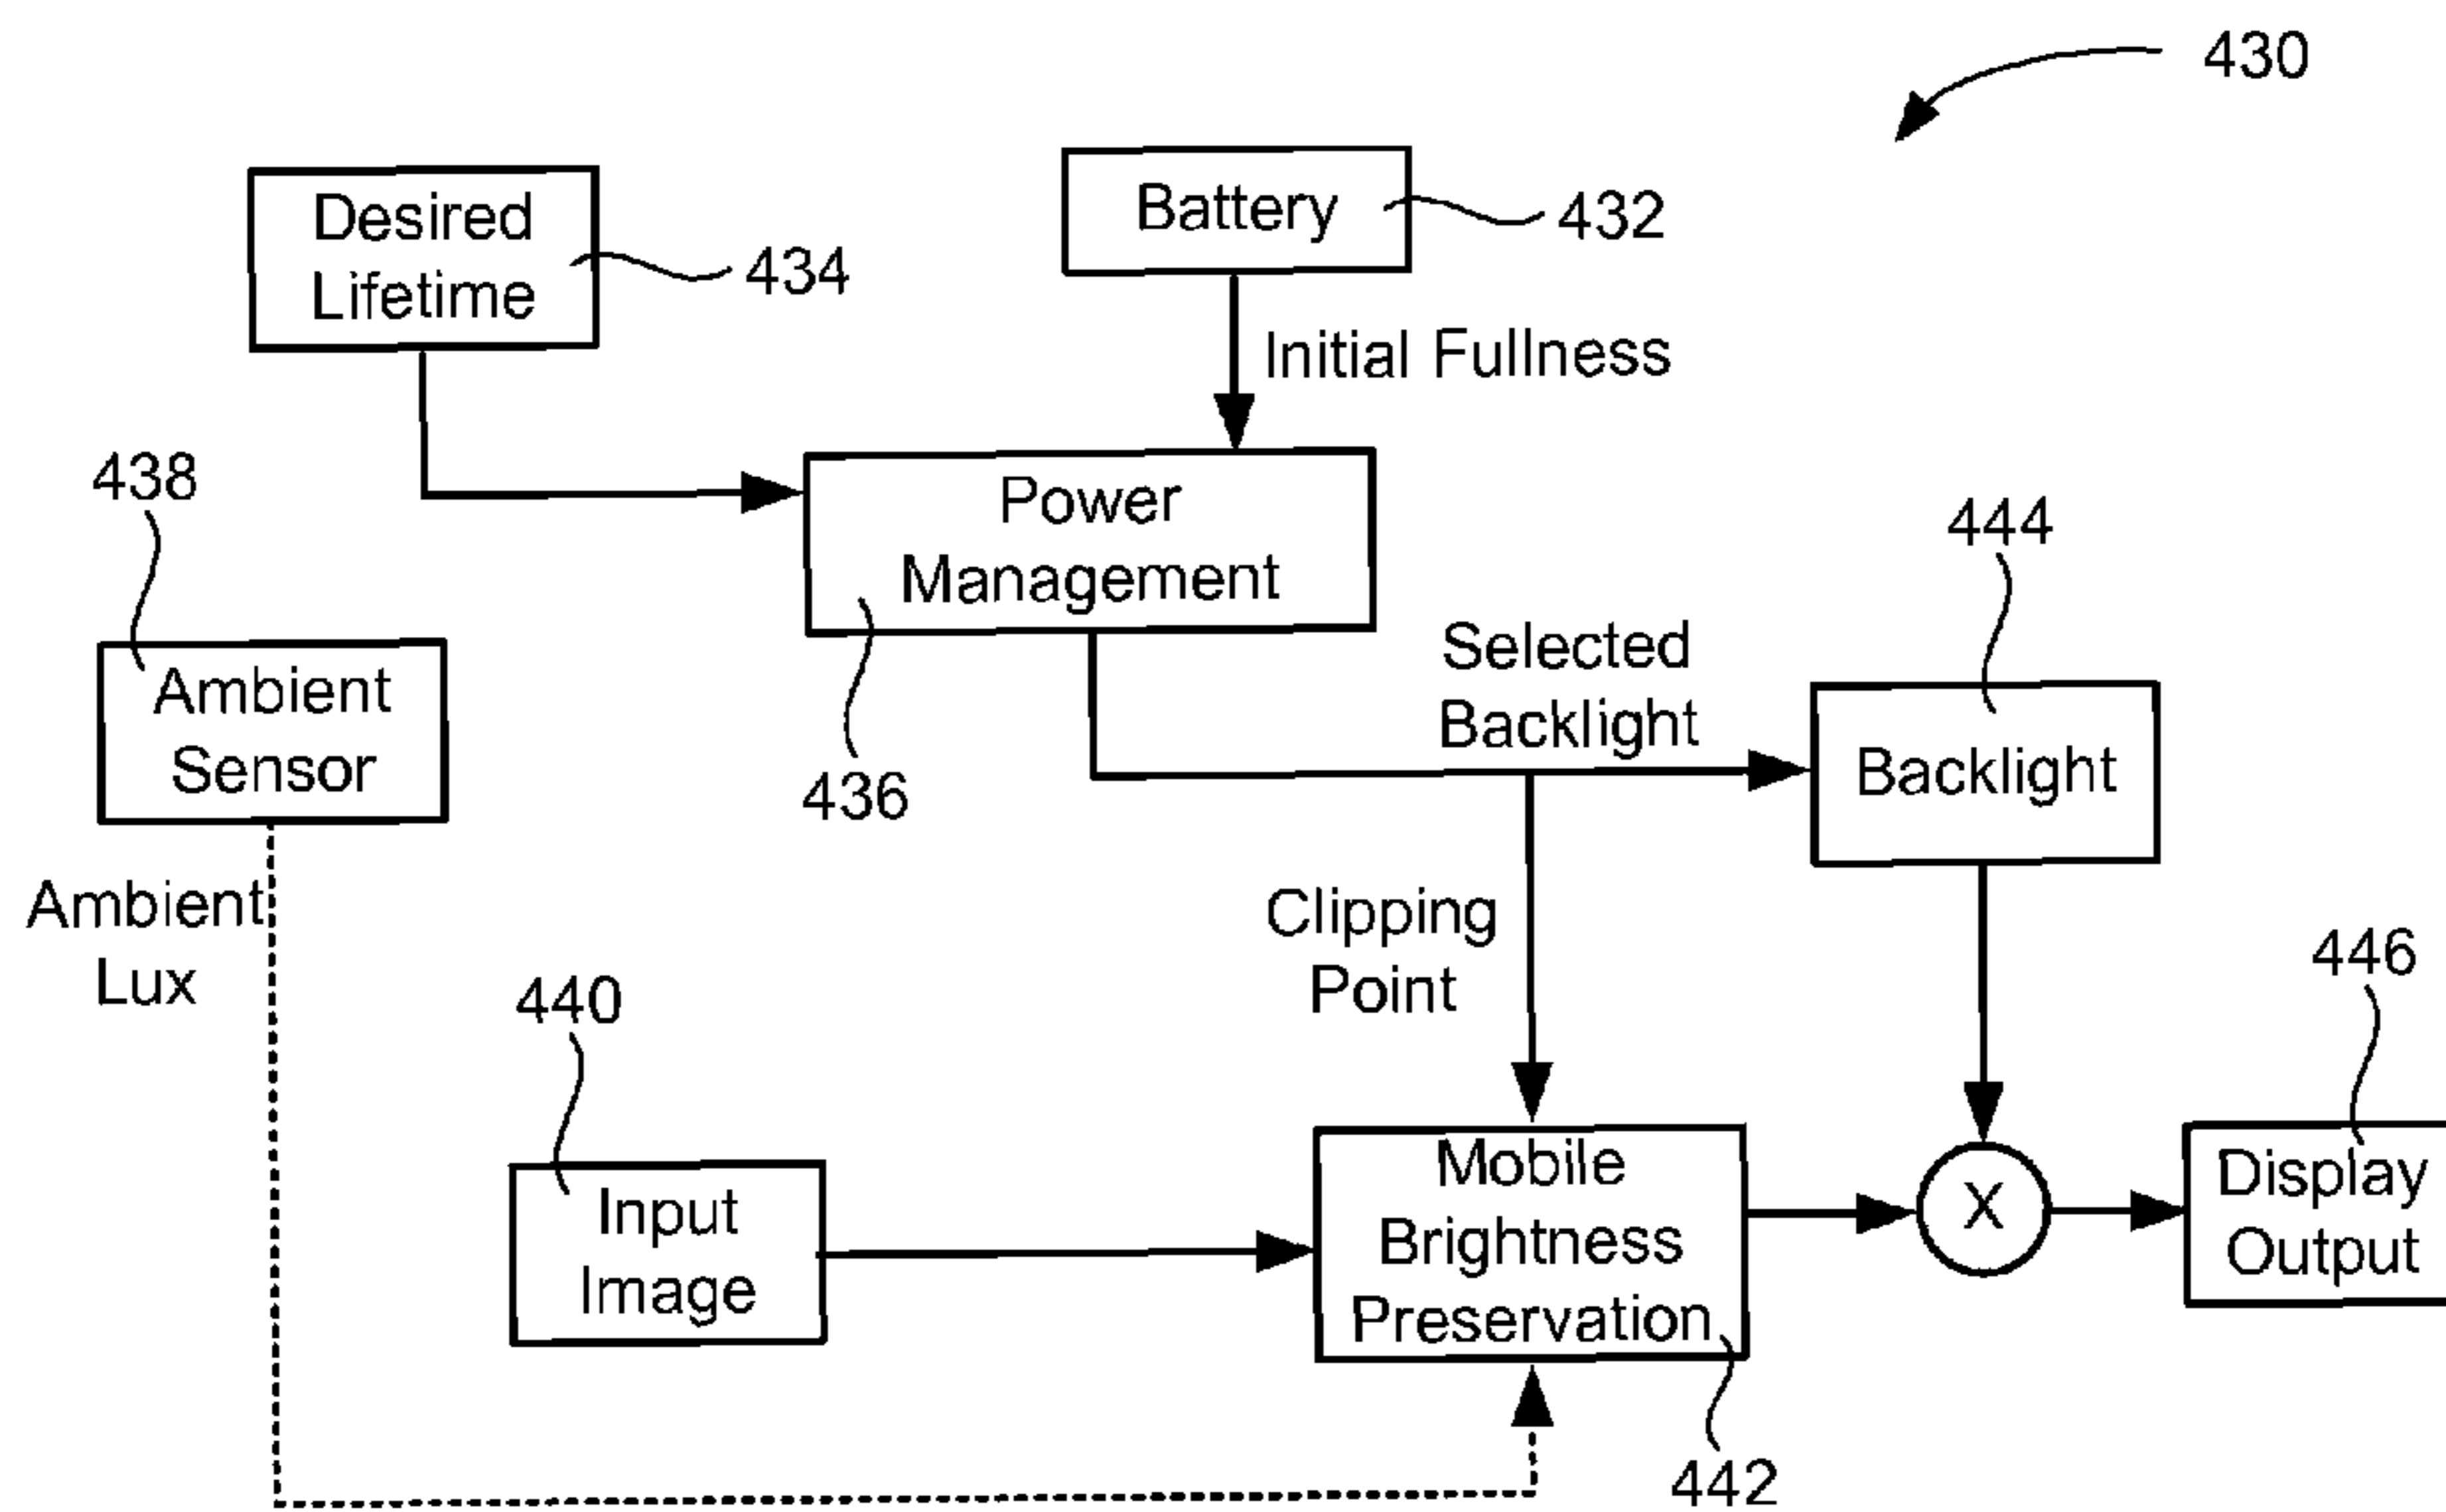 430
Desired
Lifetime
434
Battery
432
Initial Fullness
438
Power
Management
436
444
Ambient
Sensor
Selected
Backlight
Backlight
Ambient
Lux
Clipping
Point
440
446
Input
Image
Mobile
Brightness
Preservation
442
X
Display
Output